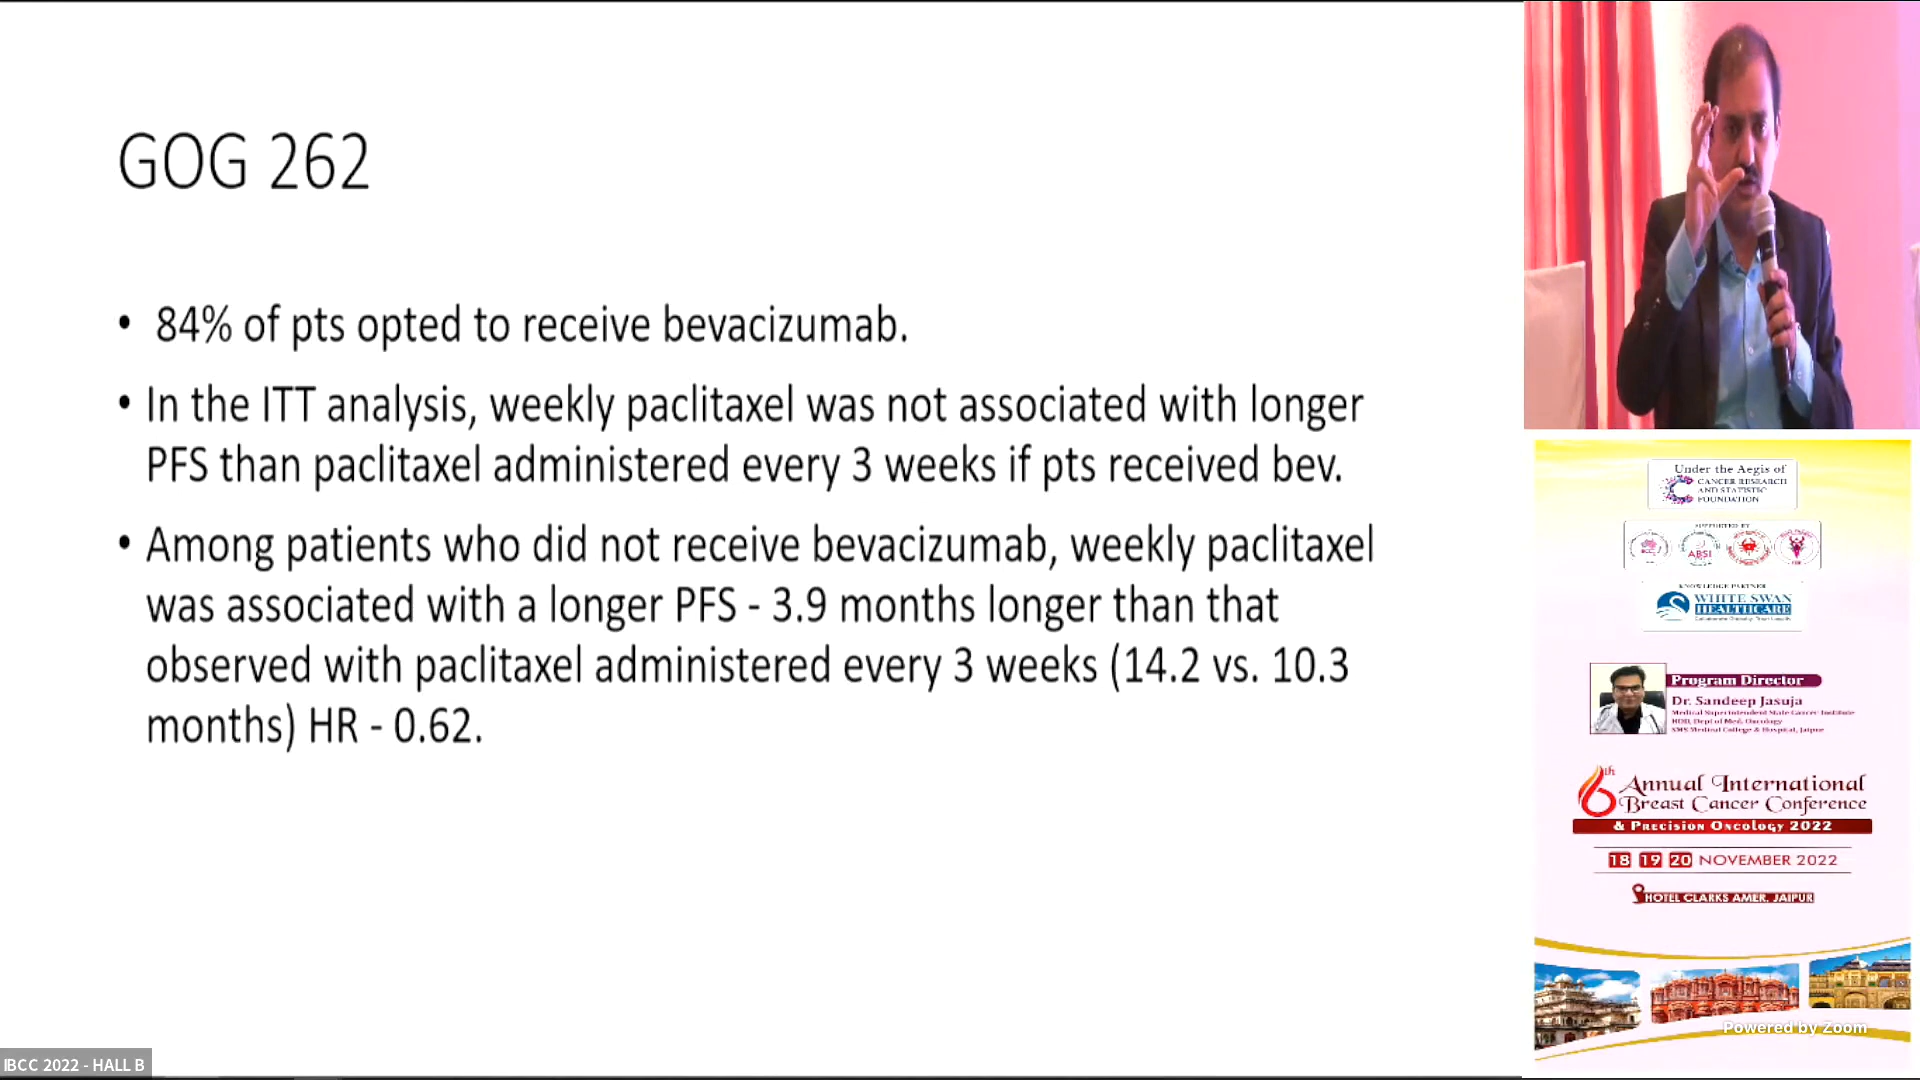 GOG 262
• 84% of pts opted to receive bevacizumab.
• In the ITT analysis, weekly paclitaxel was not associated with longer
PFS than paclitaxel administered every 3 weeks if pts received bev.
• Among patients who did not receive bevacizumab, weekly paclitaxel
was associated with a longer PFS - 3.9 months longer than that
observed with paclitaxel administered every 3 weeks (14.2 vs. 10.3
months) HR - 0.62.
IBCC 2022 - HALL B
Under the Aegis of
CANCER RESEARCH
AND STATISTIC
FOUNDATION
SUPPORTED BY
ABSI
KNOWLEDGE PARTNER
WHITE SWAN
HEALTHCARE
Program Director
Dr. Sandeep Jasuja
Medical Superintendent State Cancer Institute
HOD, Dept of Med. Oncology
SMS Medical College & Hospital, Jaipur
6th Annual International
Breast Cancer Conference
& Precision Oncology 2022
18 19 20 NOVEMBER 2022
HOTEL CLARKS AMER, JAIPUR
Powered by Zoom